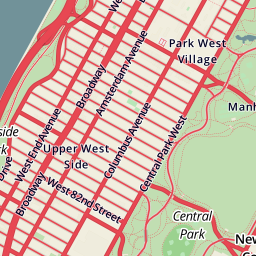 Park West
Village
Amsterdam Avenue
Broadway
West End Avenue
Columbus Avenue
Central Park West
Manh
side
Drive
Upper West
Side
Broadway
West 82nd Street
Central
Park
New